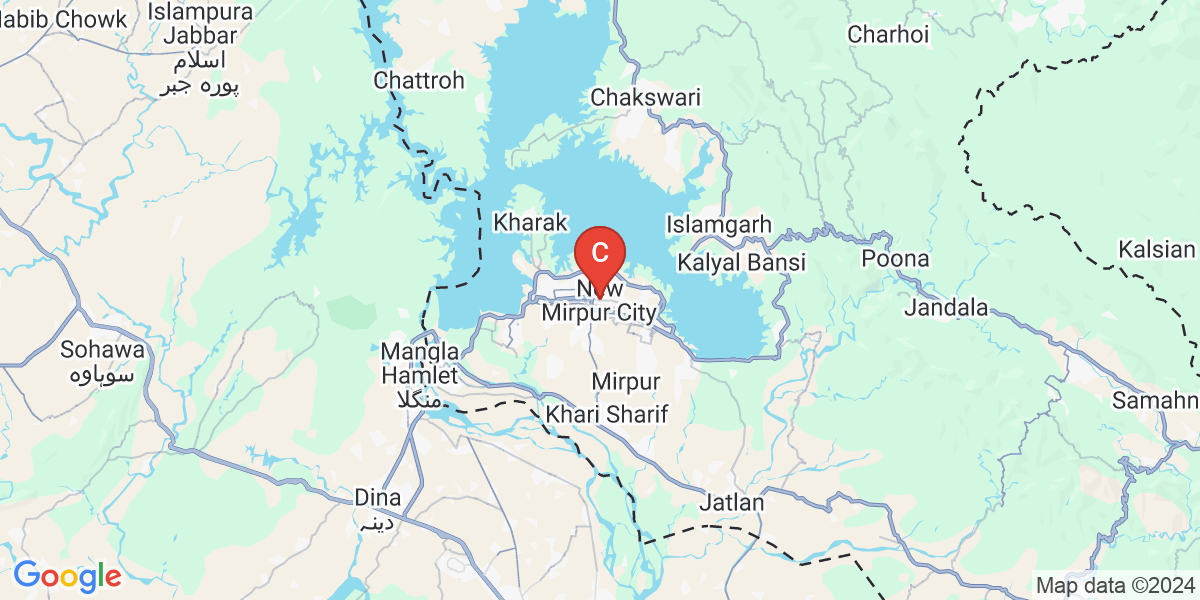 Habib Chowk
Islampura
Jabbar
اسلام
پورہ جبر
Charhoi
Chattroh
Chakswari
Kharak
Islamgarh
Kalyal Bansi
Poona
Kalsian
C
New
Mirpur City
Jandala
Sohawa
سوہاوہ
Mangla
Hamlet
منگلا
Mirpur
Khari Sharif
Samahn
Dina
دینہ
Jatlan
Google
Map data ©2024